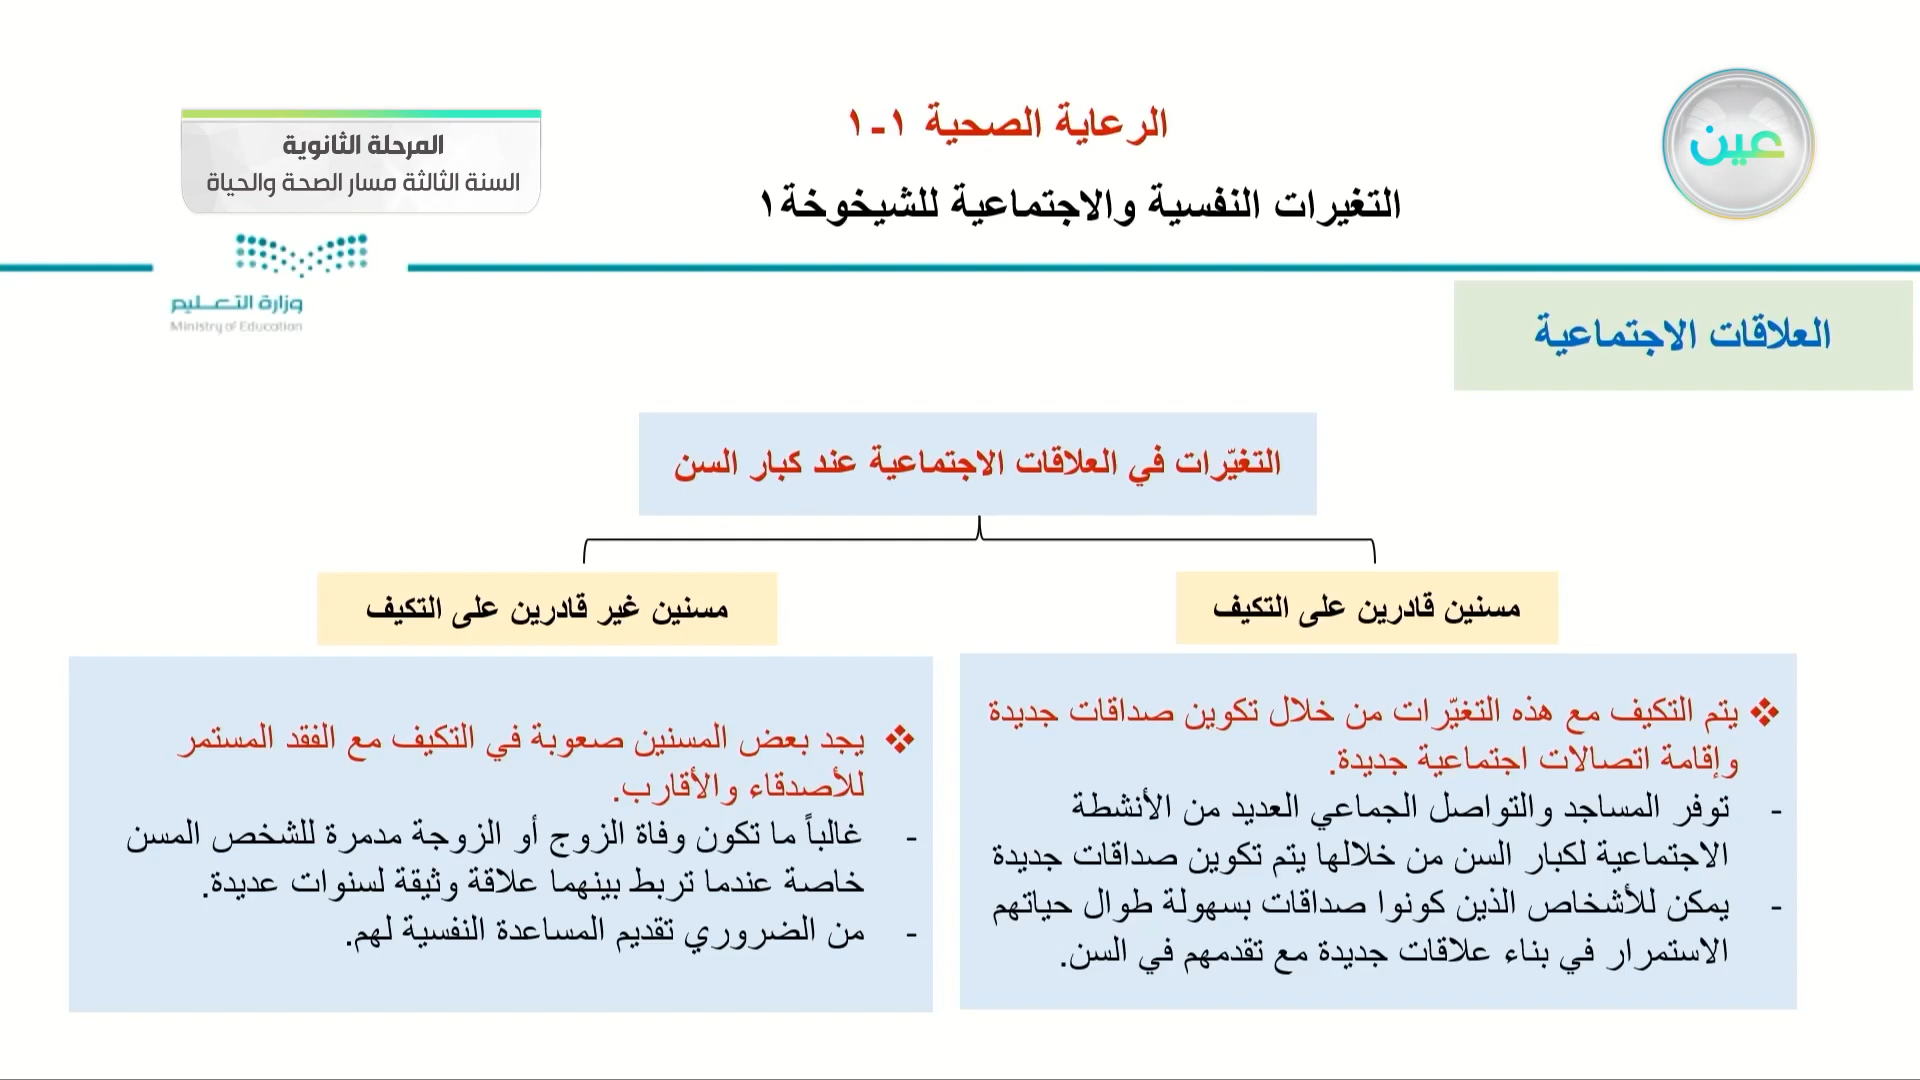 الرعاية الصحية ١-١
التغيرات النفسية والاجتماعية للشيخوخة١
عين
المرحلة الثانوية
السنة الثالثة مسار الصحة والحياة
وزارة التعليم
Ministry of Education
العلاقات الاجتماعية
التغيّرات في العلاقات الاجتماعية عند كبار السن
مسنين قادرين على التكيف
❖ يتم التكيف مع هذه التغيّرات من خلال تكوين صداقات جديدة
وإقامة اتصالات اجتماعية جديدة.
- توفر المساجد والتواصل الجماعي العديد من الأنشطة
الاجتماعية لكبار السن من خلالها يتم تكوين صداقات جديدة
- يمكن للأشخاص الذين كونوا صداقات بسهولة طوال حياتهم
الاستمرار في بناء علاقات جديدة مع تقدمهم في السن.
مسنين غير قادرين على التكيف
❖ يجد بعض المسنين صعوبة في التكيف مع الفقد المستمر
للأصدقاء والأقارب.
- غالباً ما تكون وفاة الزوج أو الزوجة مدمرة للشخص المسن
خاصة عندما تربط بينهما علاقة وثيقة لسنوات عديدة.
- من الضروري تقديم المساعدة النفسية لهم.